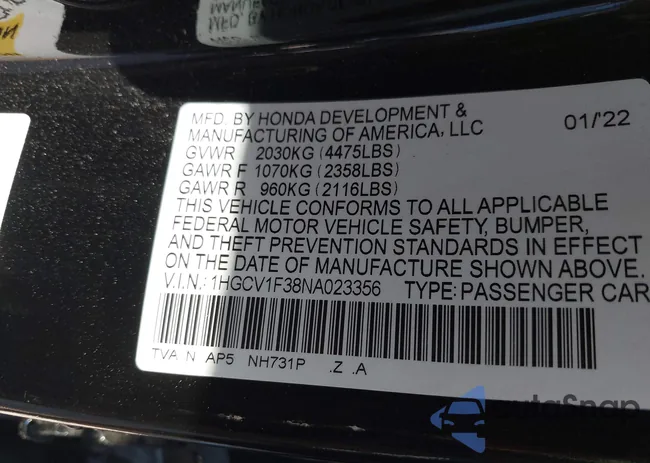 MFD. BY HONDA DEVELOPMENT &
MANUFACTURING OF AMERICA, LLC 01/'22
GVWR 2030KG (4475LBS)
GAWR F 1070KG (2358LBS)
GAWR R 960KG (2116LBS)
THIS VEHICLE CONFORMS TO ALL APPLICABLE
FEDERAL MOTOR VEHICLE SAFETY, BUMPER,
AND THEFT PREVENTION STANDARDS IN EFFECT
ON THE DATE OF MANUFACTURE SHOWN ABOVE.
V.I.N.: 1HGCV1F38NA023356 TYPE: PASSENGER CAR
TVA N AP5 NH731P .Z .A
autoSnap